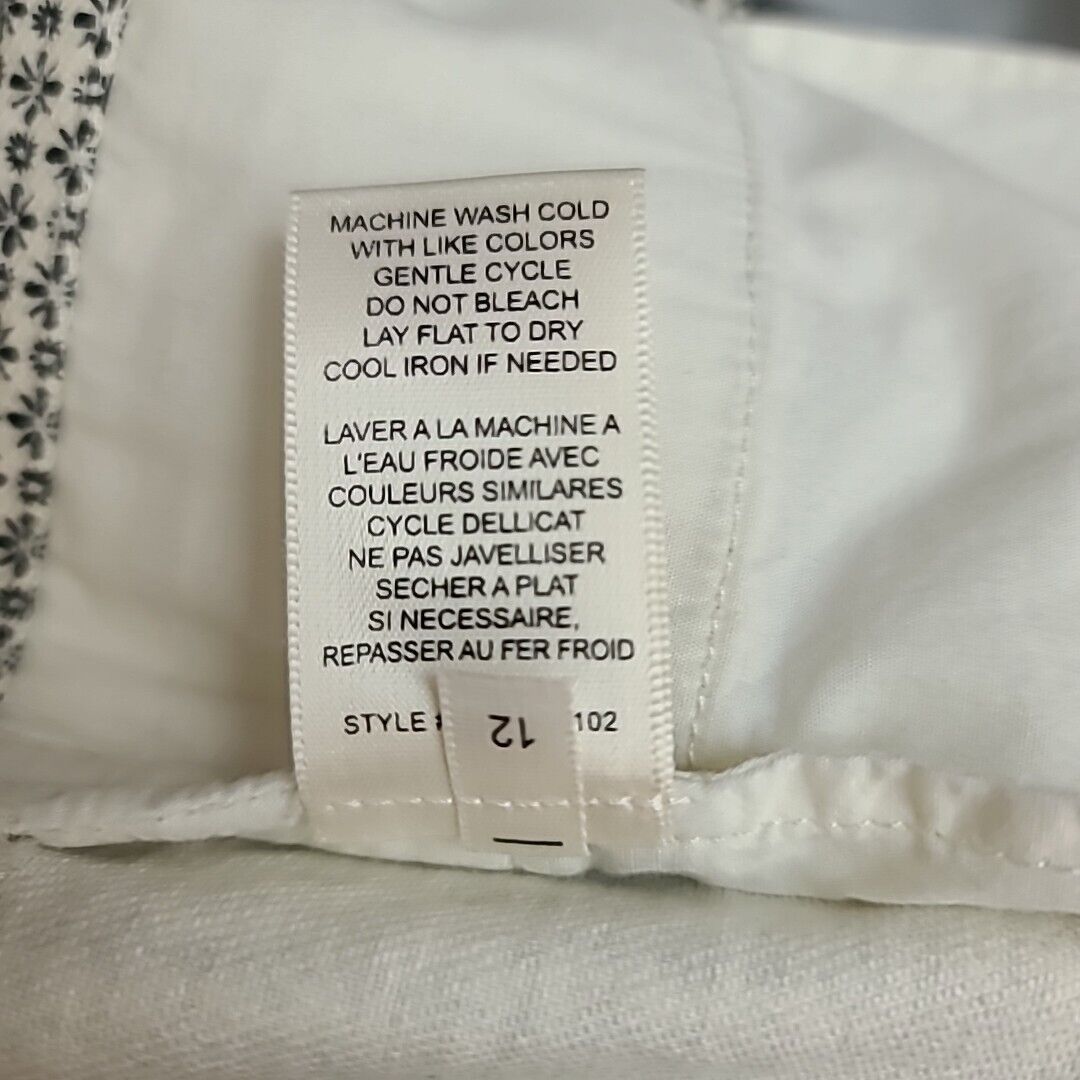 MACHINE WASH COLD
WITH LIKE COLORS
GENTLE CYCLE
DO NOT BLEACH
LAY FLAT TO DRY
COOL IRON IF NEEDED
LAVER A LA MACHINE A
L'EAU FROIDE AVEC
COULEURS SIMILARES
CYCLE DELLICAT
NE PAS JAVELLISER
SECHER A PLAT
SI NECESSAIRE,
REPASSER AU FER FROID
STYLE 102
12